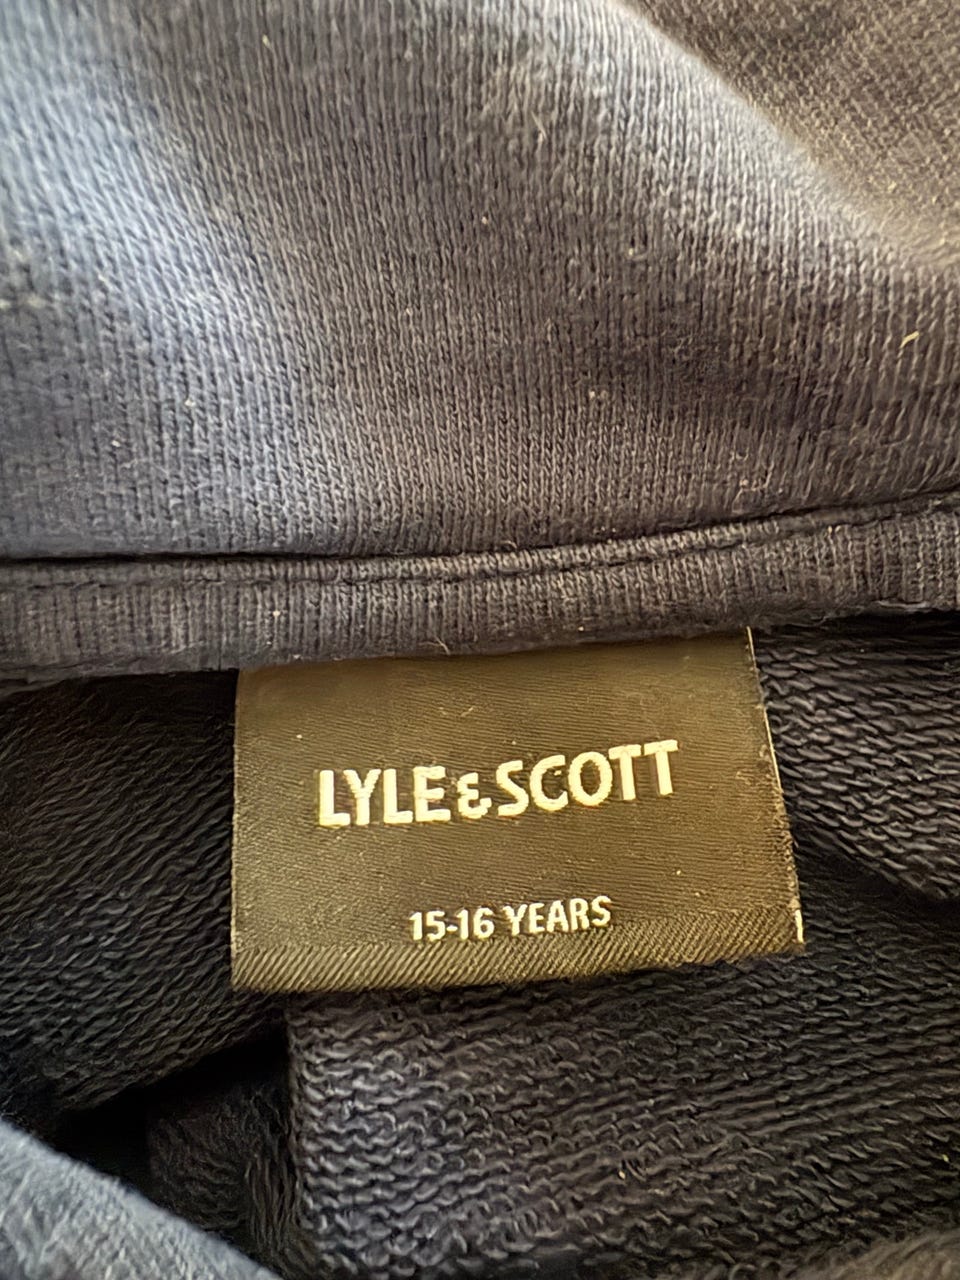 LYLE & SCOTT
15-16 YEARS